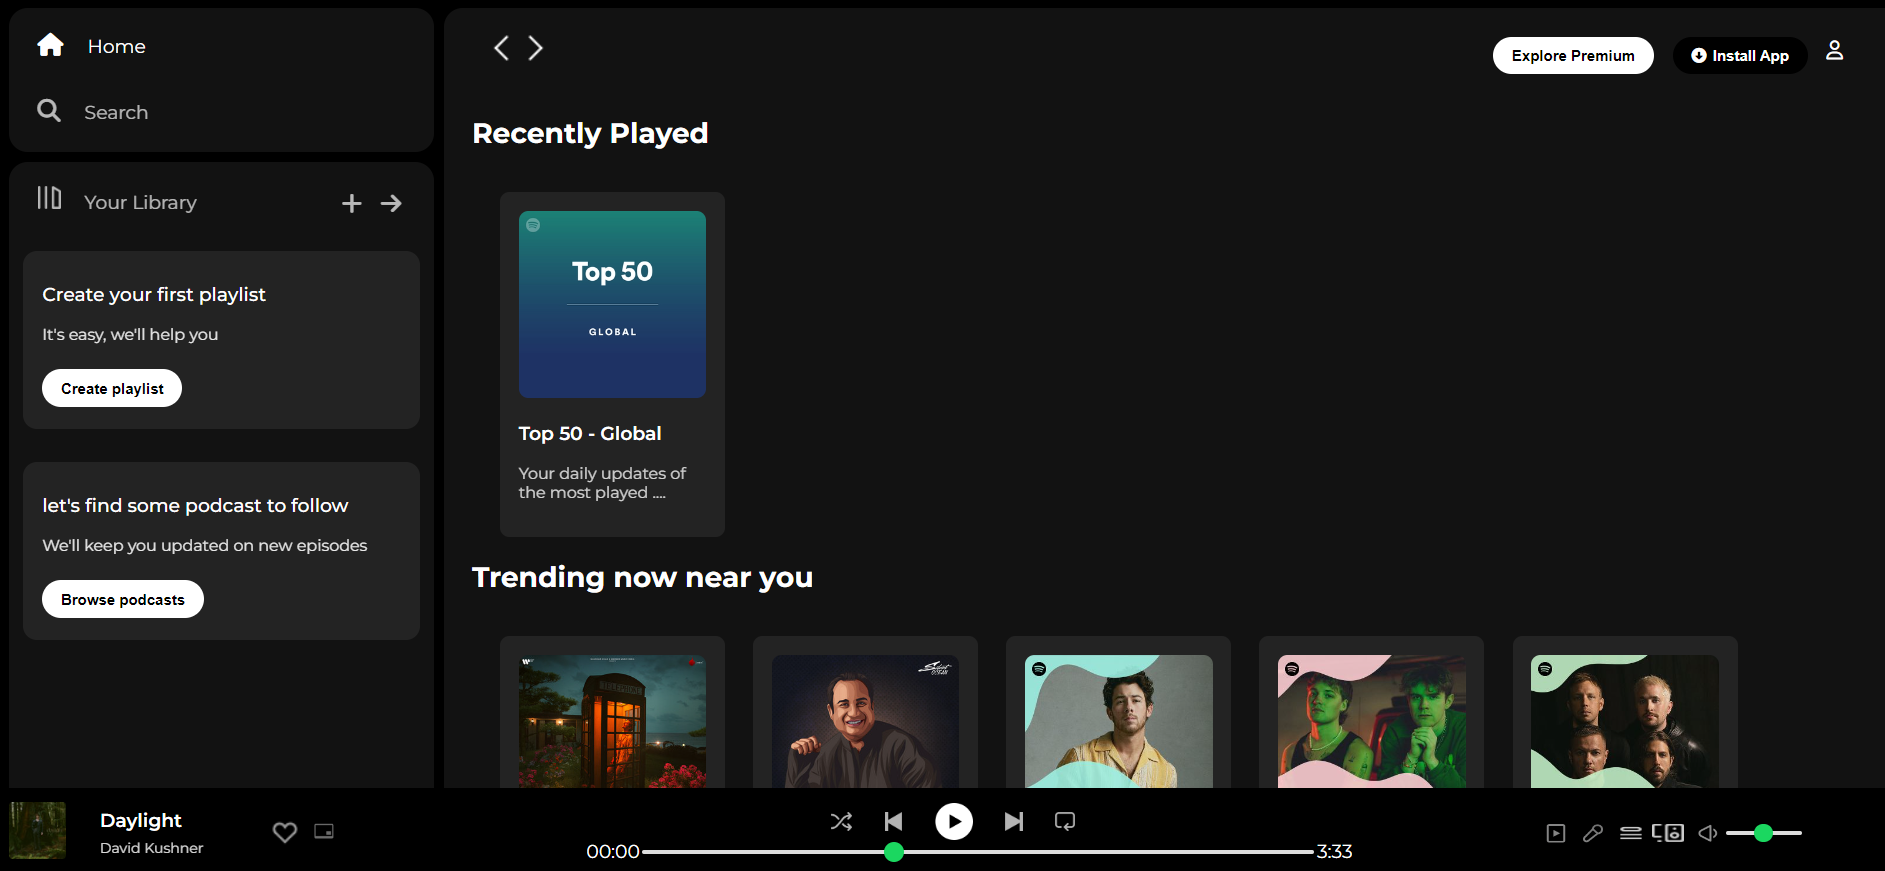 Home
Search
Your Library
Create your first playlist
It's easy, we'll help you
Create playlist
let's find some podcast to follow
We'll keep you updated on new episodes
Browse podcasts
Explore Premium
Install App
Recently Played
Top 50
GLOBAL
Top 50 - Global
Your daily updates of
the most played ....
Trending now near you
TELEPHONE
Daylight
David Kushner
00:00
3:33